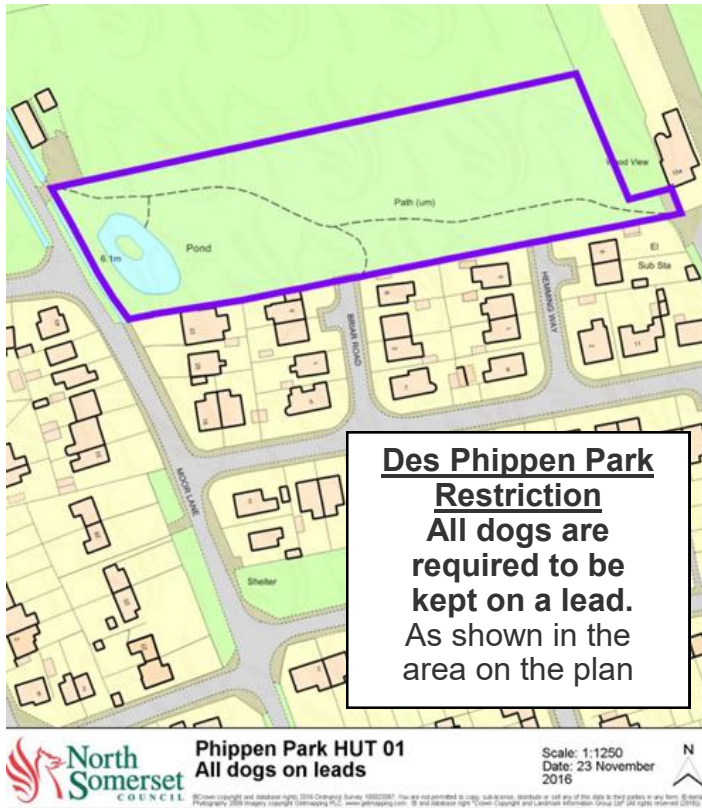 Wood View
Path (um)
Pond
6.1m
El
Sub Sta
BRIAR ROAD
HEMMING WAY
MOOR LANE
Shelter
Des Phippen Park
Restriction
All dogs are
required to be
kept on a lead.
As shown in the
area on the plan
North
Somerset
COUNCIL
Phippen Park HUT 01
All dogs on leads
Scale: 1:1250
Date: 23 November
2016
N